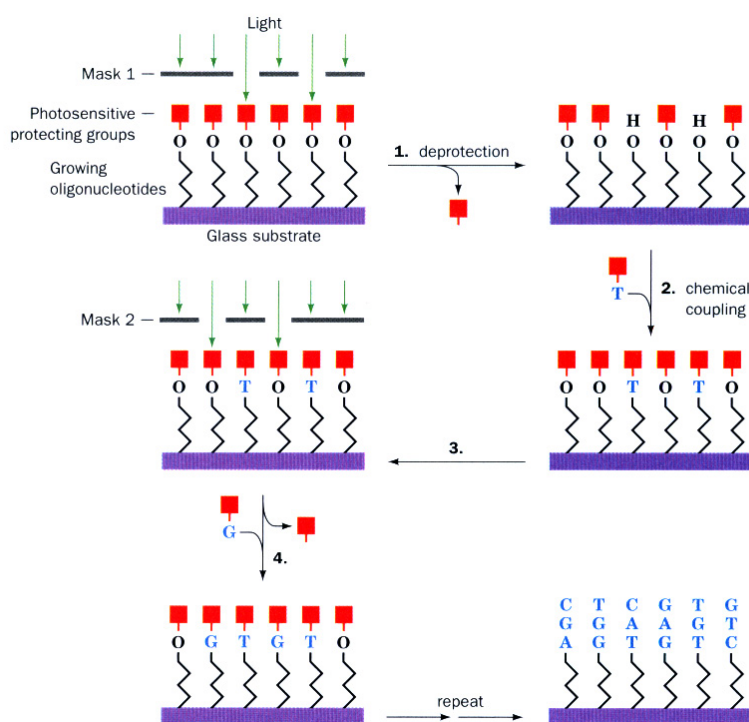 Light
Mask 1
Photosensitive
protecting groups
O O O O O O
Growing
oligonucleotides
Glass substrate
1. deprotection
H H
O O O O O O
T
2. chemical
coupling
Mask 2
O O T O T O
O O T O T O
3.
G
4.
O G T G T O
repeat
C T C G T G
G G A A G T
A G T G T C